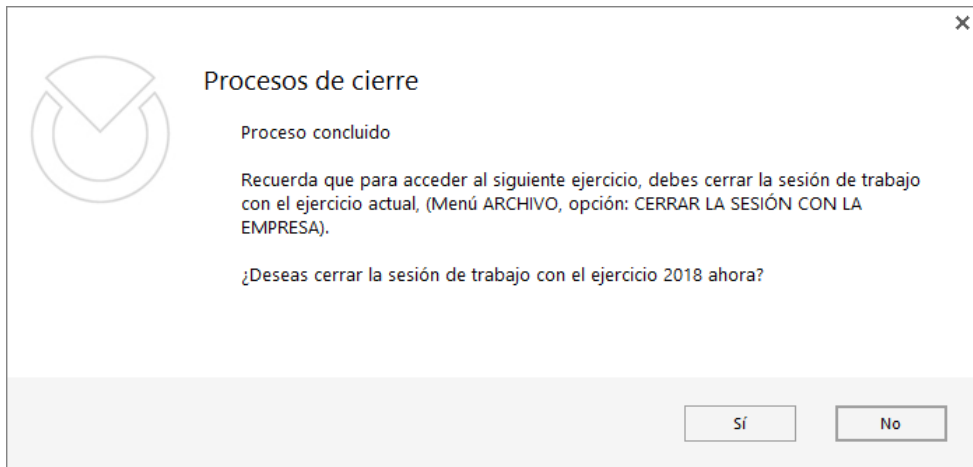 Procesos de cierre
Proceso concluido
Recuerda que para acceder al siguiente ejercicio, debes cerrar la sesión de trabajo
con el ejercicio actual, (Menú ARCHIVO, opción: CERRAR LA SESIÓN CON LA
EMPRESA).
¿Deseas cerrar la sesión de trabajo con el ejercicio 2018 ahora?
Sí
No